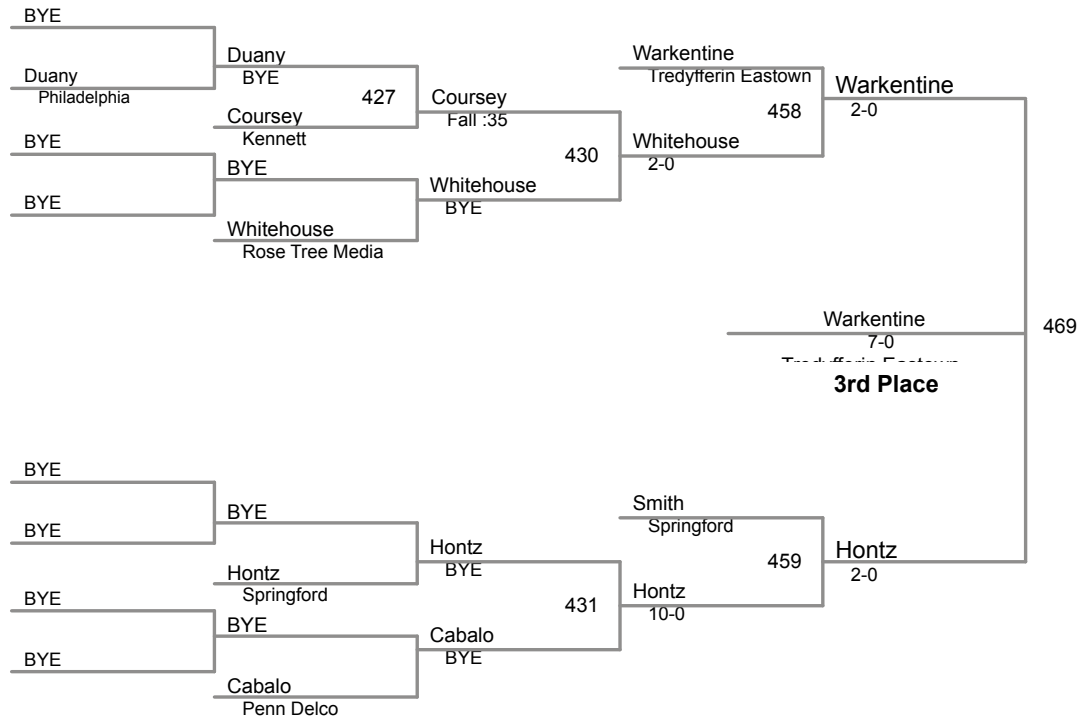 BYE
Duany
Philadelphia
BYE
BYE
Duany
BYE
427
Coursey
Kennett
BYE
Whitehouse
Rose Tree Media
Coursey
Fall :35
430
Whitehouse
BYE
Warkentine
Tredyfferin Eastown
458
Whitehouse
2-0
Warkentine
2-0
Warkentine
7-0
Tredyfferin Eastown
3rd Place
469
BYE
BYE
BYE
BYE
BYE
Hontz
Springford
BYE
Cabalo
Penn Delco
Hontz
BYE
431
Cabalo
BYE
Smith
Springford
459
Hontz
10-0
Hontz
2-0